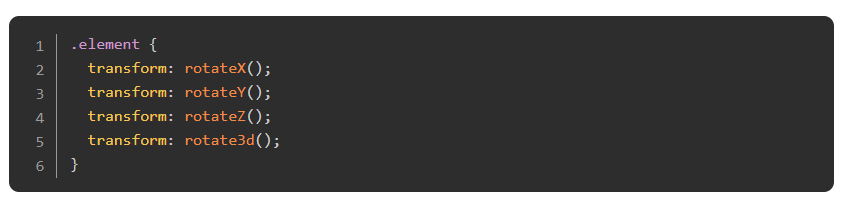 1 .element {
2   transform: rotateX();
3   transform: rotateY();
4   transform: rotateZ();
5   transform: rotate3d();
6 }